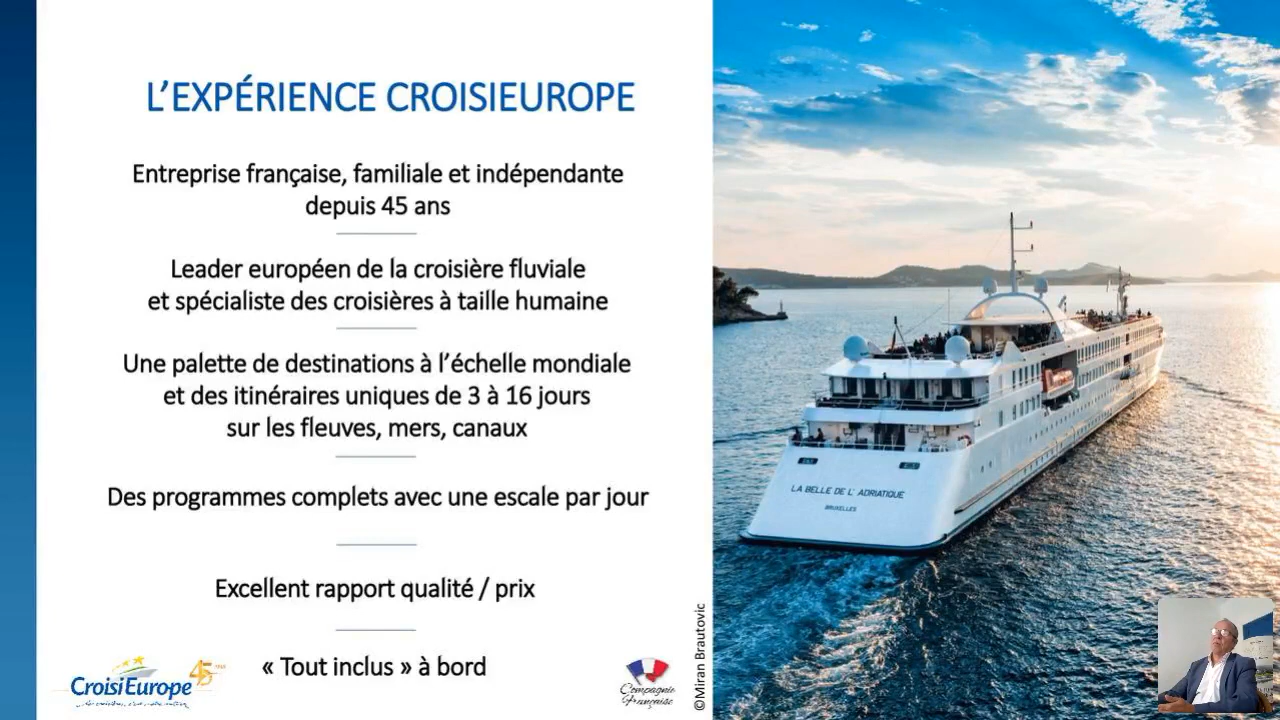 L’EXPÉRIENCE CROISIEUROPE
Entreprise française, familiale et indépendante
depuis 45 ans
Leader européen de la croisière fluviale
et spécialiste des croisières à taille humaine
Une palette de destinations à l’échelle mondiale
et des itinéraires uniques de 3 à 16 jours
sur les fleuves, mers, canaux
Des programmes complets avec une escale par jour
Excellent rapport qualité / prix
« Tout inclus » à bord
CroisiEurope
45
Compagnie
Française
©Miran Brautovic
LA BELLE DE L' ADRIATIQUE
BRUXELLES